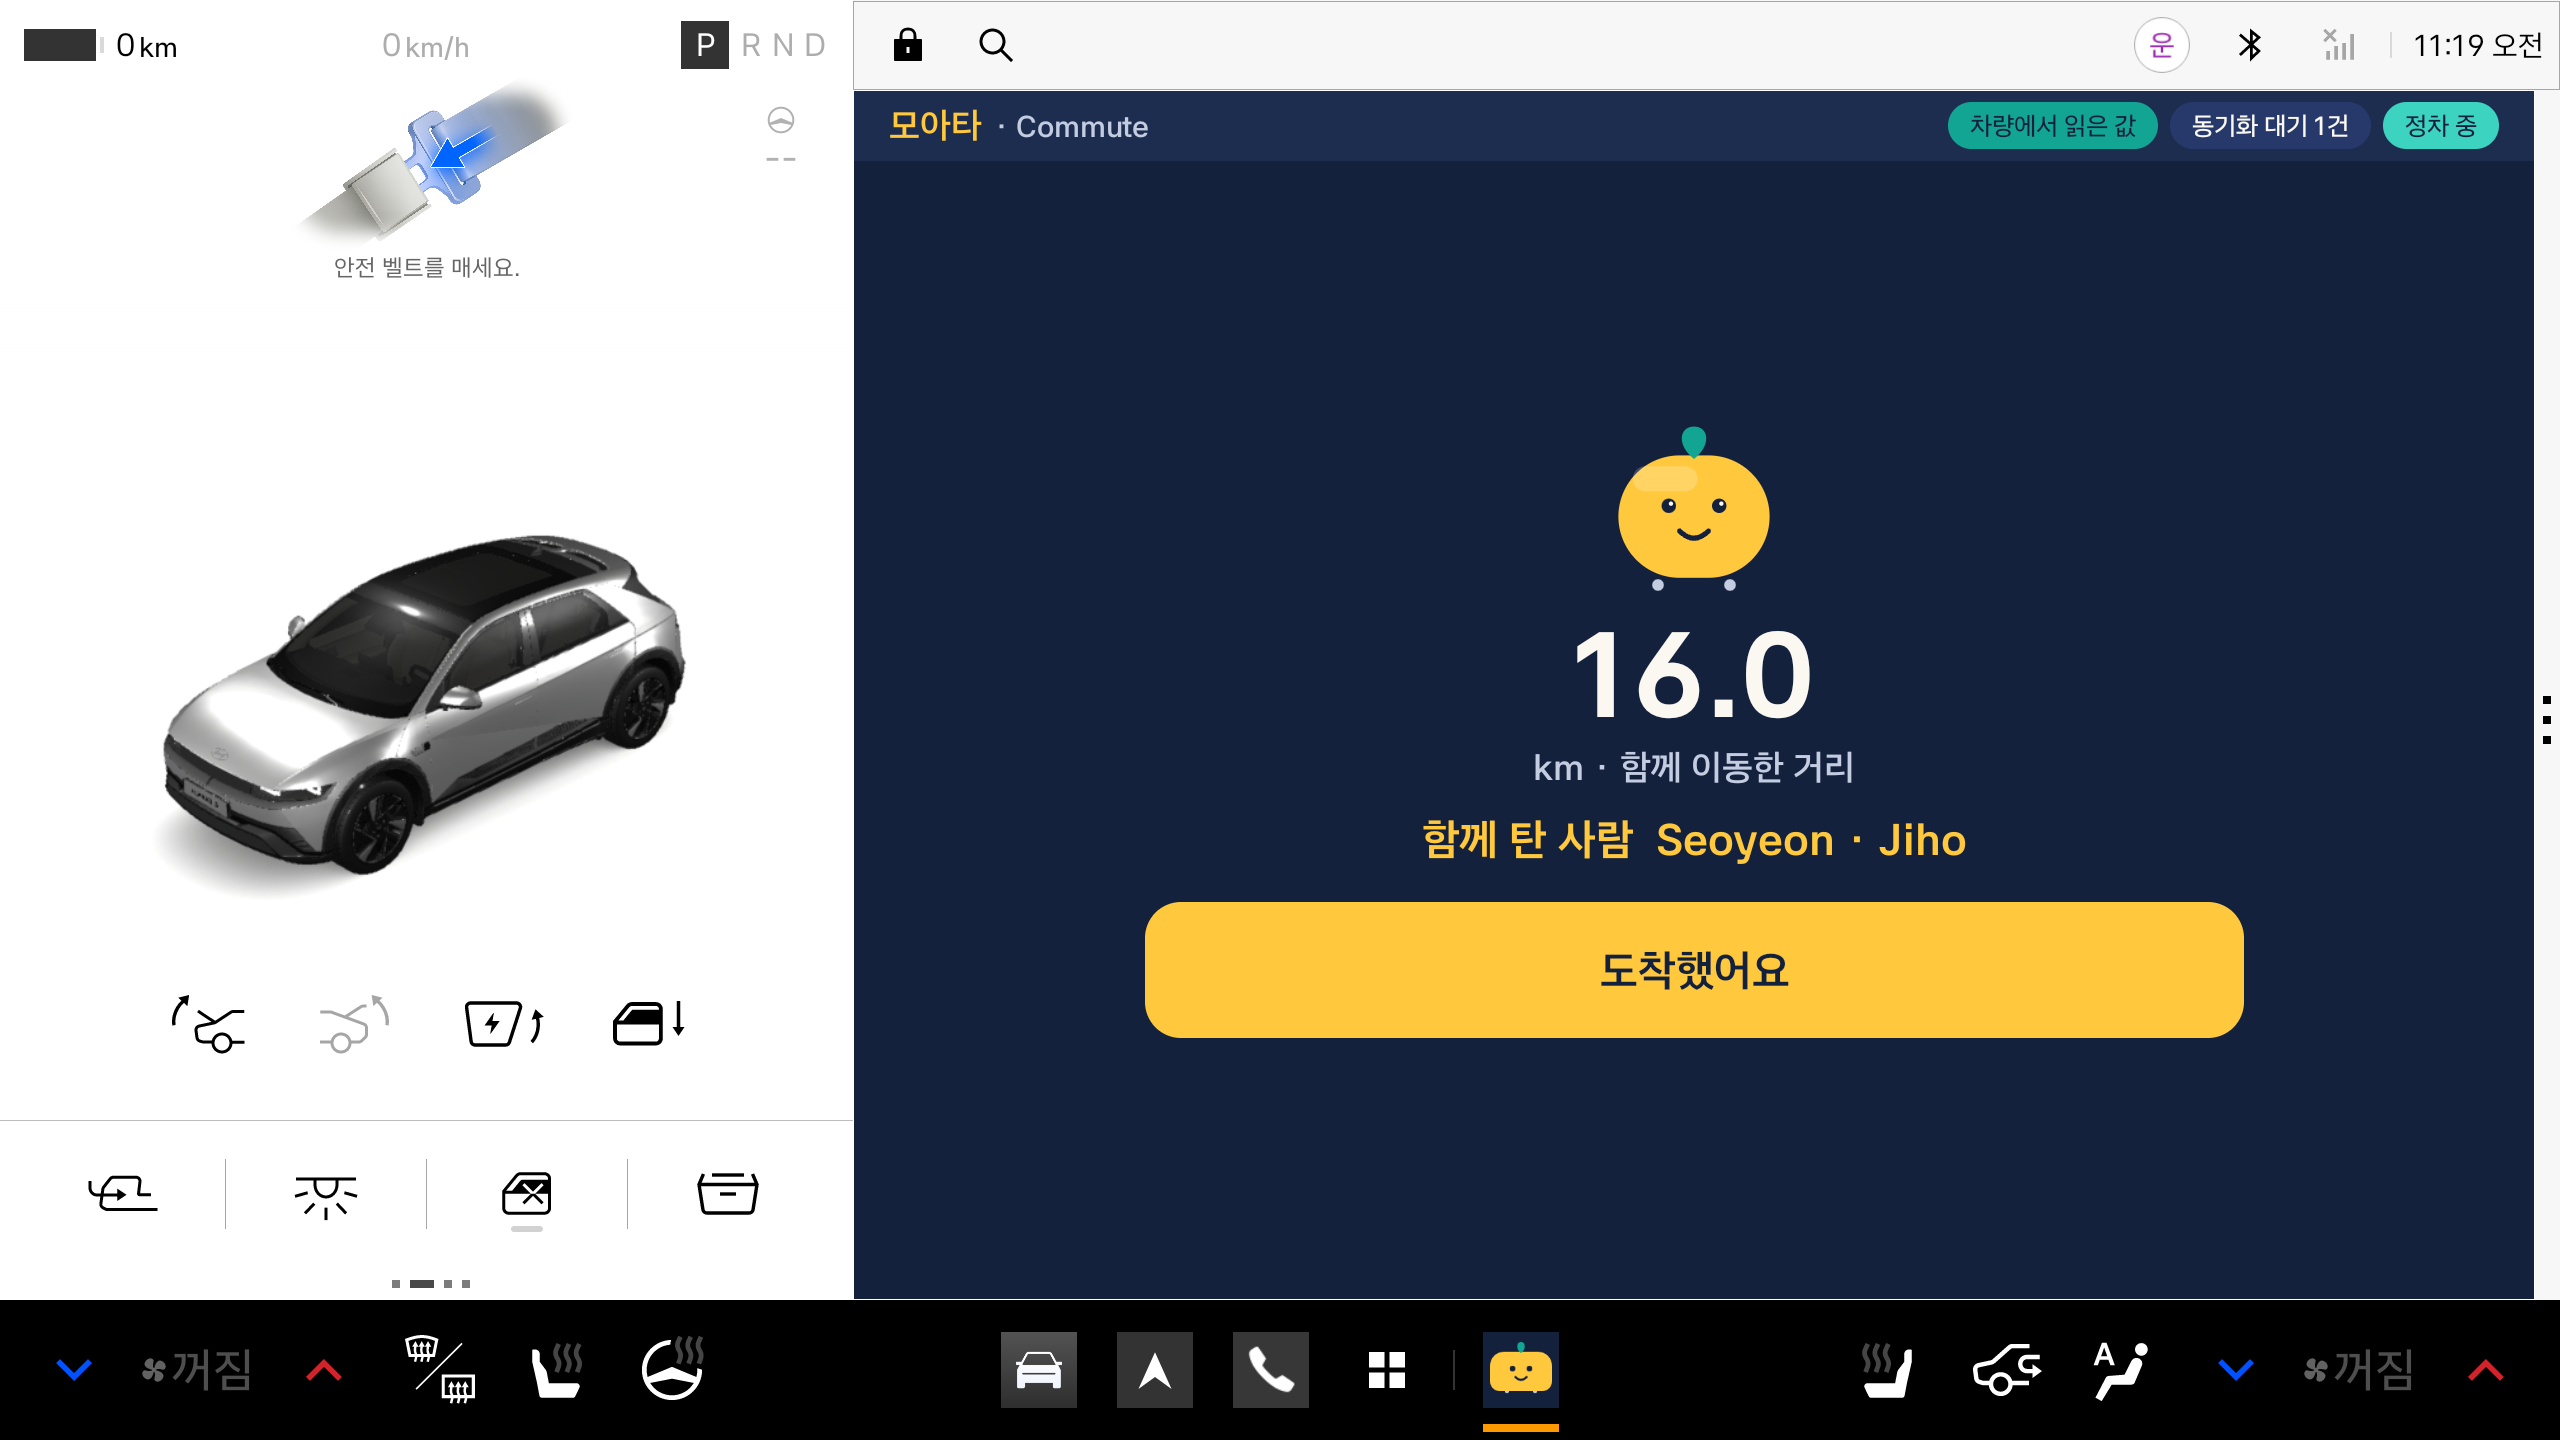 0 km
0 km/h
P R N D
안전 벨트를 매세요.
운
11:19 오전
모아타 · Commute
차량에서 읽은 값
동기화 대기 1건
정차 중
16.0
km · 함께 이동한 거리
함께 탄 사람 Seoyeon · Jiho
도착했어요
꺼짐
A
꺼짐